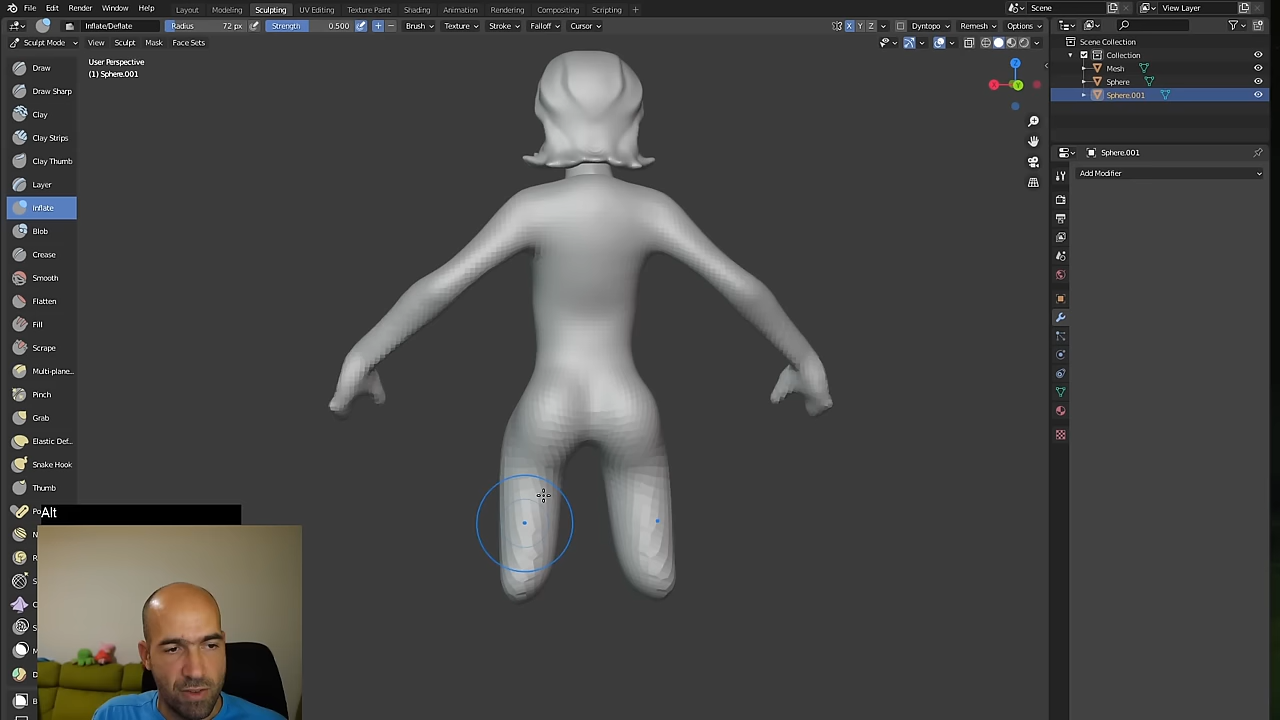 File Edit Render Window Help Layout Modeling Sculpting UV Editing Texture Paint Shading Animation Rendering Compositing Scripting + Scene View Layer
Inflate/Deflate Radius 72 px Strength 0.500 Brush Texture Stroke Falloff Cursor X Y Z Dyntopo Remesh Options
Sculpt Mode View Sculpt Mask Face Sets
User Perspective
(1) Sphere.001
Draw
Draw Sharp
Clay
Clay Strips
Clay Thumb
Layer
Inflate
Blob
Crease
Smooth
Flatten
Fill
Scrape
Multi-plane...
Pinch
Grab
Elastic Def...
Snake Hook
Thumb
Alt
Z
X
Y
Scene Collection
Collection
Mesh
Sphere
Sphere.001
Sphere.001
Add Modifier